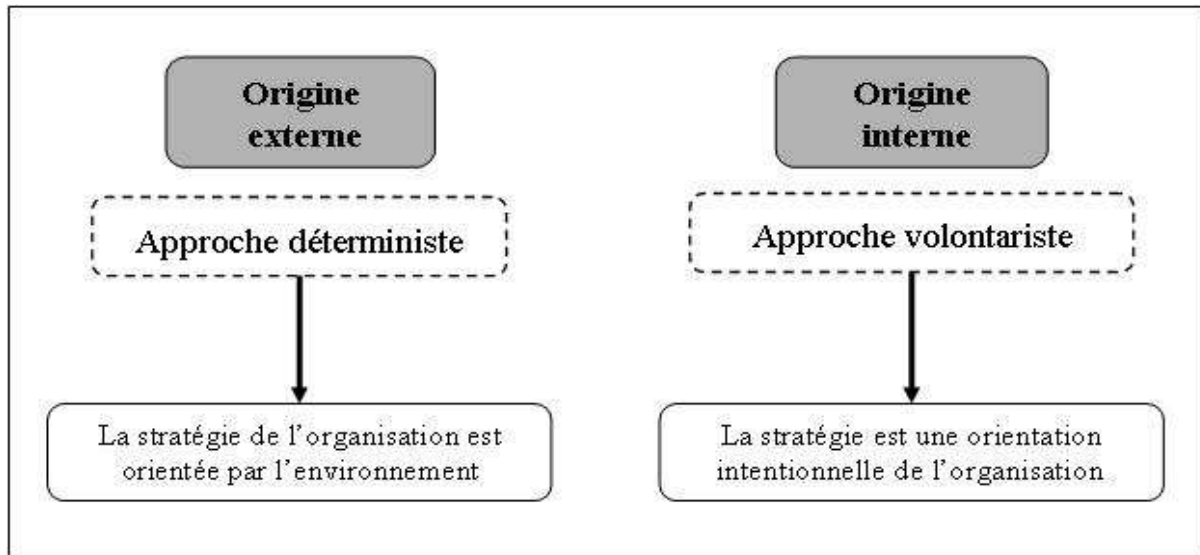 Origine
externe
Approche déterministe
La stratégie de l'organisation est
orientée par l'environnement
Origine
interne
Approche volontariste
La stratégie est une orientation
intentionnelle de l'organisation